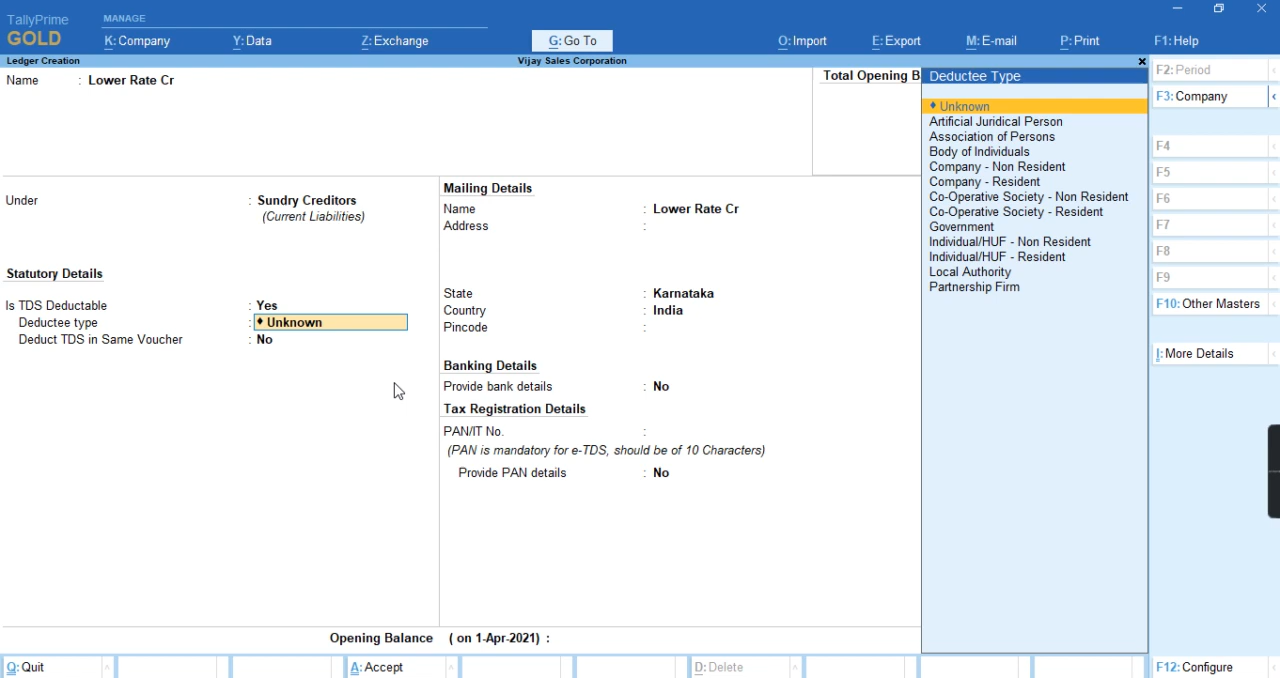 TallyPrime
GOLD
MANAGE
K: Company
Y: Data
Z: Exchange
G: Go To
O: Import
E: Export
M: E-mail
P: Print
F1: Help
Ledger Creation
Vijay Sales Corporation
Name : Lower Rate Cr
Total Opening B
Under : Sundry Creditors
(Current Liabilities)
Statutory Details
Is TDS Deductable : Yes
Deductee type : ♦ Unknown
Deduct TDS in Same Voucher : No
Mailing Details
Name : Lower Rate Cr
Address :
State : Karnataka
Country : India
Pincode :
Banking Details
Provide bank details : No
Tax Registration Details
PAN/IT No. :
(PAN is mandatory for e-TDS, should be of 10 Characters)
Provide PAN details : No
Opening Balance ( on 1-Apr-2021) :
Deductee Type
♦ Unknown
Artificial Juridical Person
Association of Persons
Body of Individuals
Company - Non Resident
Company - Resident
Co-Operative Society - Non Resident
Co-Operative Society - Resident
Government
Individual/HUF - Non Resident
Individual/HUF - Resident
Local Authority
Partnership Firm
F2: Period
F3: Company
F4
F5
F6
F7
F8
F9
F10: Other Masters
I: More Details
Q: Quit
A: Accept
D: Delete
F12: Configure